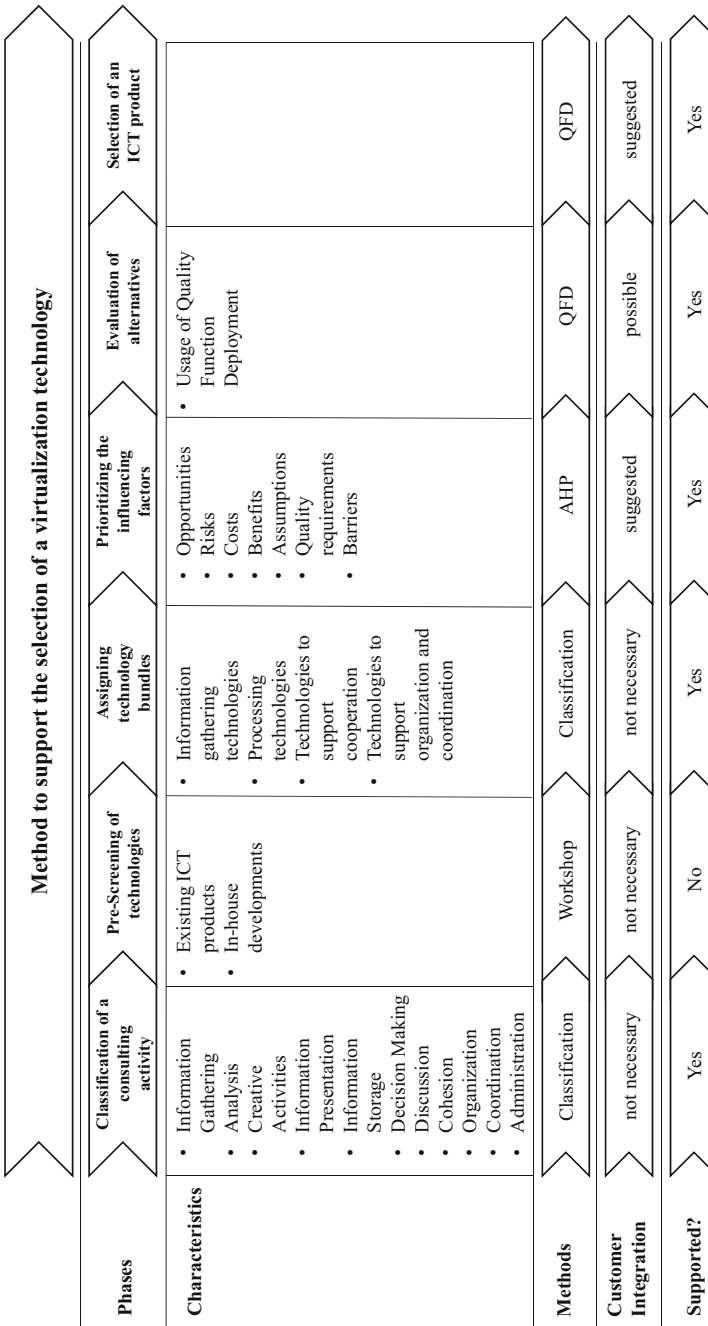 Method to support the selection of a virtualization technology
Phases
Classification of a
consulting
activity
Pre-Screening of
technologies
Assigning
technology
bundles
Prioritizing the
influencing
factors
Evaluation of
alternatives
Selection of an
ICT product
Characteristics
• Information
Gathering
• Analysis
• Creative
Activities
• Information
Presentation
• Information
Storage
• Decision Making
• Discussion
• Cohesion
• Organization
• Coordination
• Administration
• Existing ICT
products
• In-house
developments
• Information
gathering
technologies
• Processing
technologies
• Technologies to
support
cooperation
• Technologies to
support
organization and
coordination
• Opportunities
• Risks
• Costs
• Benefits
• Assumptions
• Quality
requirements
• Barriers
• Usage of Quality
Function
Deployment
Methods
Classification
Workshop
Classification
AHP
QFD
QFD
Customer
Integration
not necessary
not necessary
not necessary
suggested
possible
suggested
Supported?
Yes
No
Yes
Yes
Yes
Yes